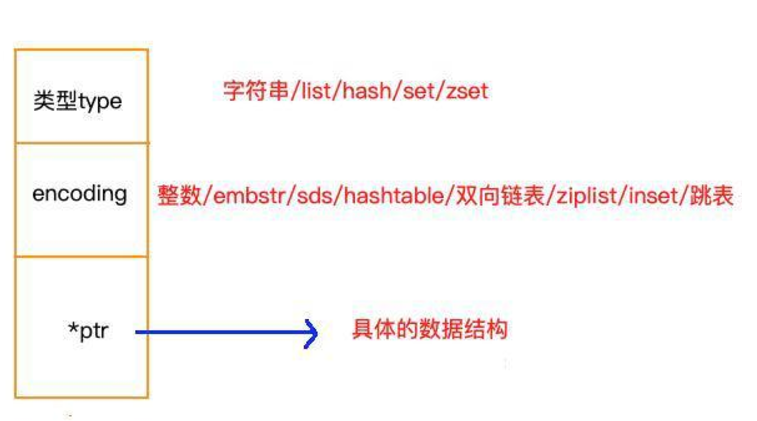 类型type
字符串/list/hash/set/zset
encoding
整数/embstr/sds/hashtable/双向链表/ziplist/inset/跳表
*ptr
具体的数据结构